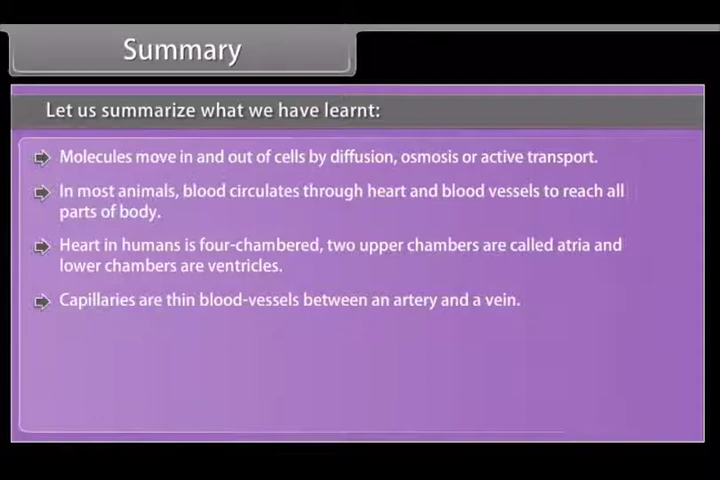 Summary
Let us summarize what we have learnt:
Molecules move in and out of cells by diffusion, osmosis or active transport.
In most animals, blood circulates through heart and blood vessels to reach all
parts of body.
Heart in humans is four-chambered, two upper chambers are called atria and
lower chambers are ventricles.
Capillaries are thin blood-vessels between an artery and a vein.